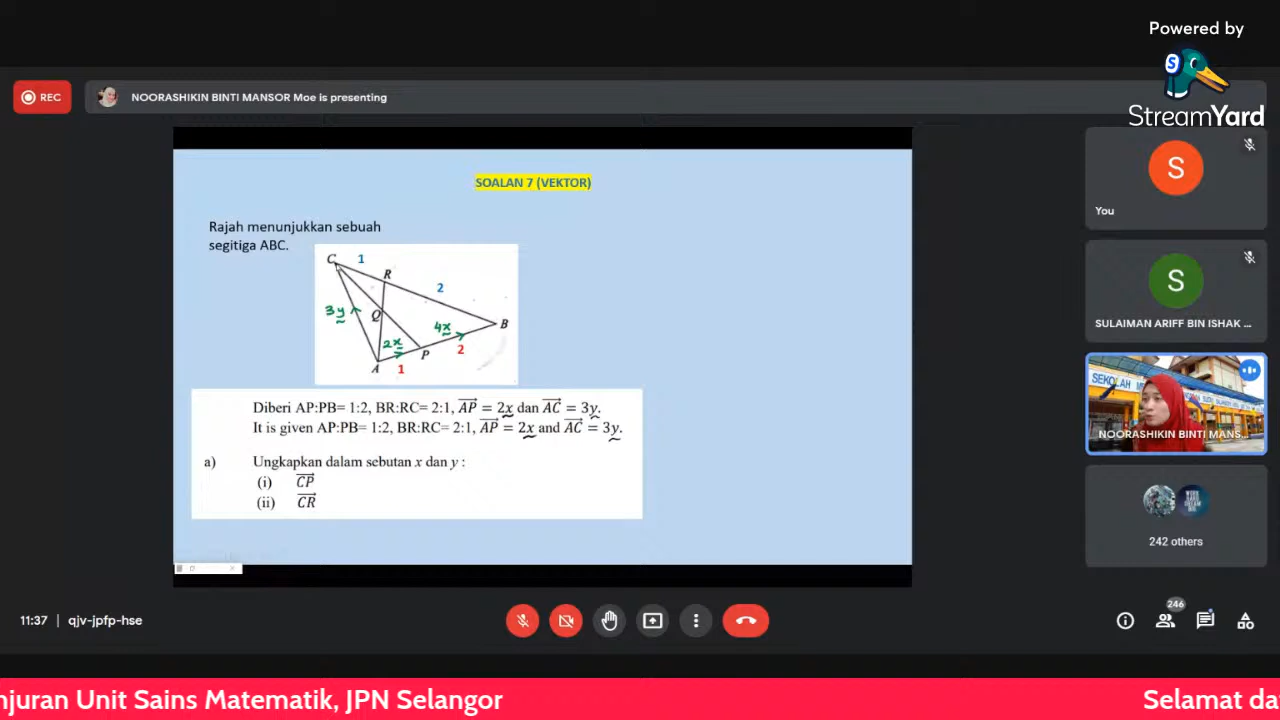 Powered by
StreamYard
REC
NOORASHIKIN BINTI MANSOR Moe is presenting
SOALAN 7 (VEKTOR)
Rajah menunjukkan sebuah
segitiga ABC.
C 1
R
2
3y
Q
4x
B
2x
P
2
A
1
Diberi AP:PB= 1:2, BR:RC= 2:1, AP = 2x dan AC = 3y.
It is given AP:PB= 1:2, BR:RC= 2:1, AP = 2x and AC = 3y.
a) Ungkapkan dalam sebutan x dan y :
(i) CP
(ii) CR
S
You
S
SULAIMAN ARIFF BIN ISHAK ...
SEKOLAH ME
NOORASHIKIN BINTI MANS...
242 others
11:37 | qjv-jpfp-hse
246
njuran Unit Sains Matematik, JPN Selangor
Selamat da